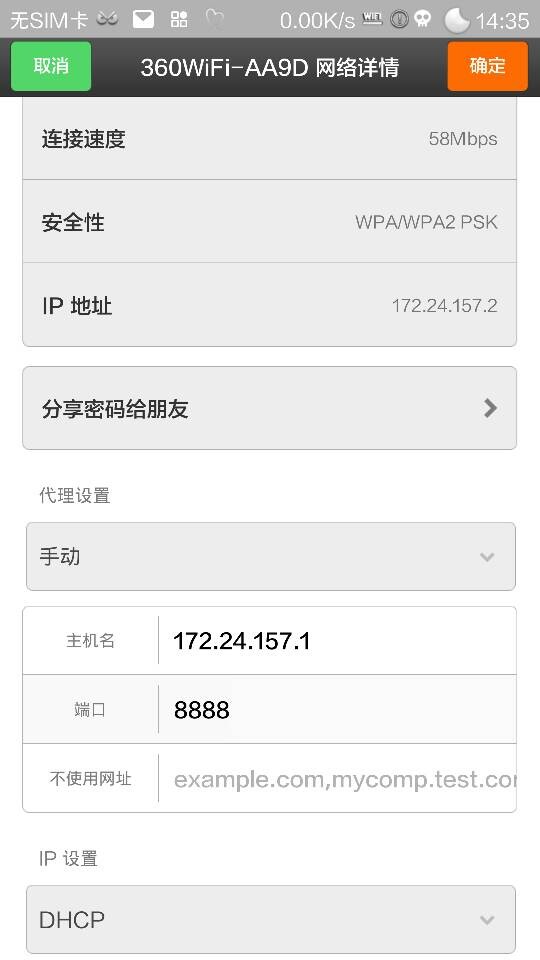 无SIM卡 0.00K/s WIFI 14:35
取消 360WiFi-AA9D 网络详情 确定
连接速度 58Mbps
安全性 WPA/WPA2 PSK
IP 地址 172.24.157.2
分享密码给朋友
代理设置
手动
主机名 172.24.157.1
端口 8888
不使用网址 example.com,mycomp.test.com
IP 设置
DHCP